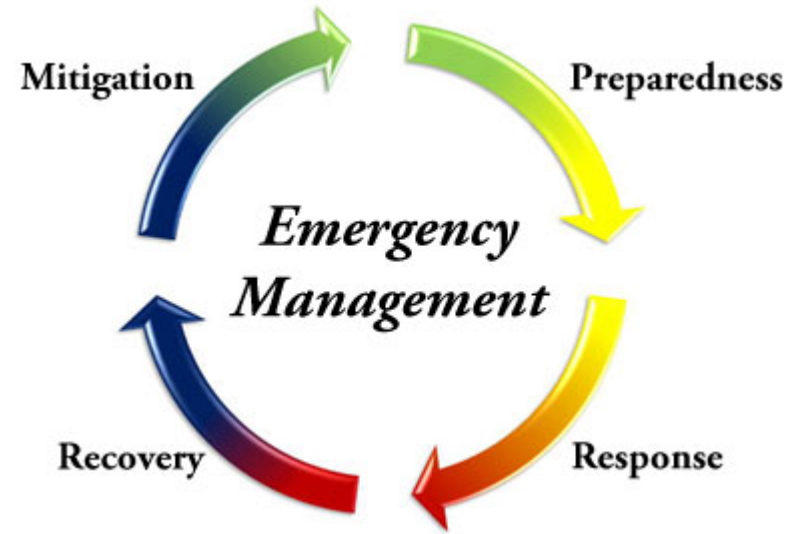 Mitigation
Preparedness
Emergency
Management
Recovery
Response